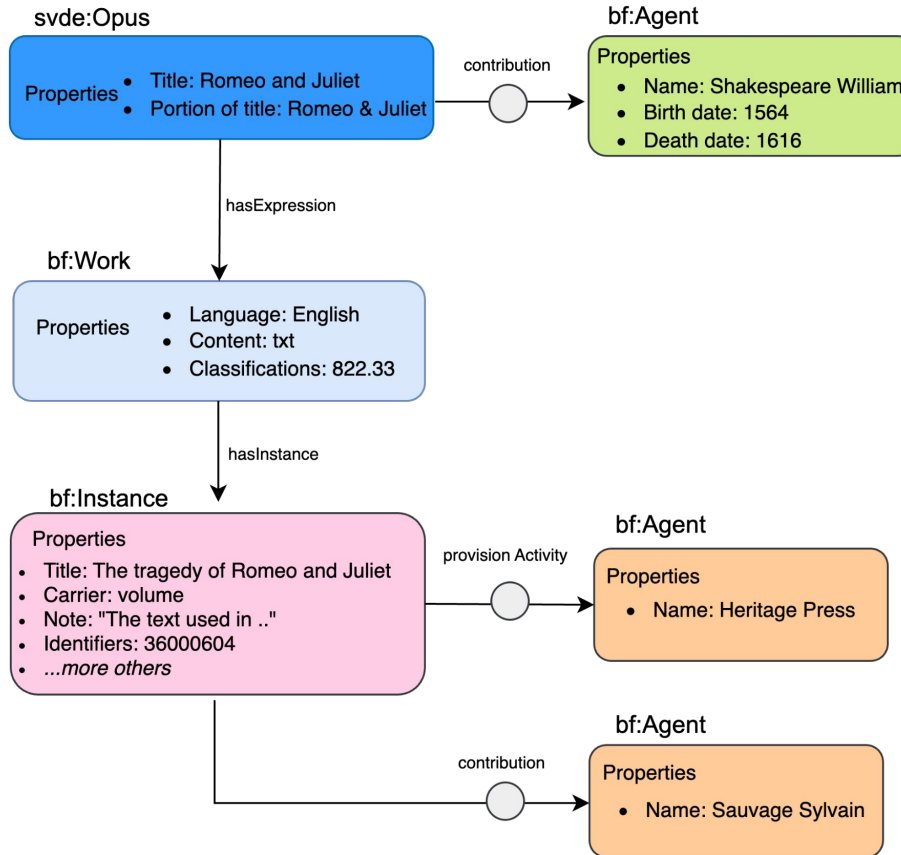 svde:Opus
Properties
• Title: Romeo and Juliet
• Portion of title: Romeo & Juliet
contribution
bf:Agent
Properties
• Name: Shakespeare William
• Birth date: 1564
• Death date: 1616
hasExpression
bf:Work
Properties
• Language: English
• Content: txt
• Classifications: 822.33
hasInstance
bf:Instance
Properties
• Title: The tragedy of Romeo and Juliet
• Carrier: volume
• Note: "The text used in .."
• Identifiers: 36000604
• ...more others
provision Activity
bf:Agent
Properties
• Name: Heritage Press
contribution
bf:Agent
Properties
• Name: Sauvage Sylvain